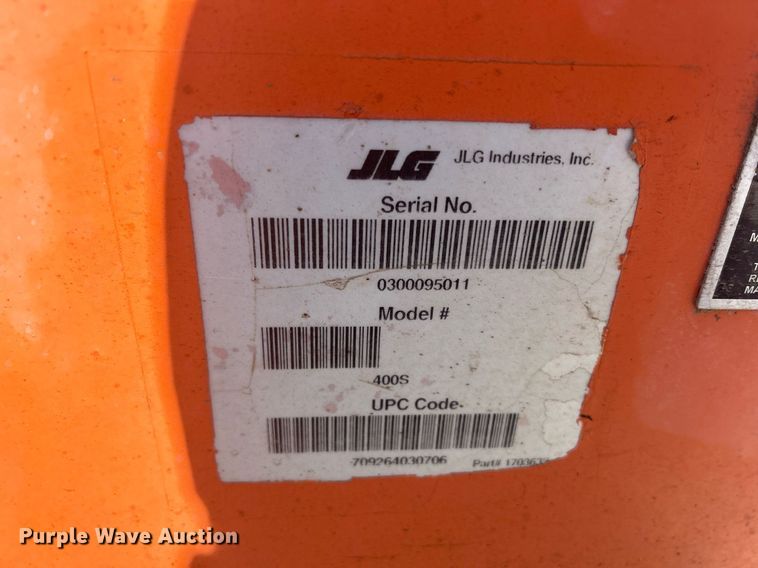 JLG JLG Industries, Inc.
Serial No.
0300095011
Model #
400S
UPC Code
709264030706 Part#
Purple Wave Auction